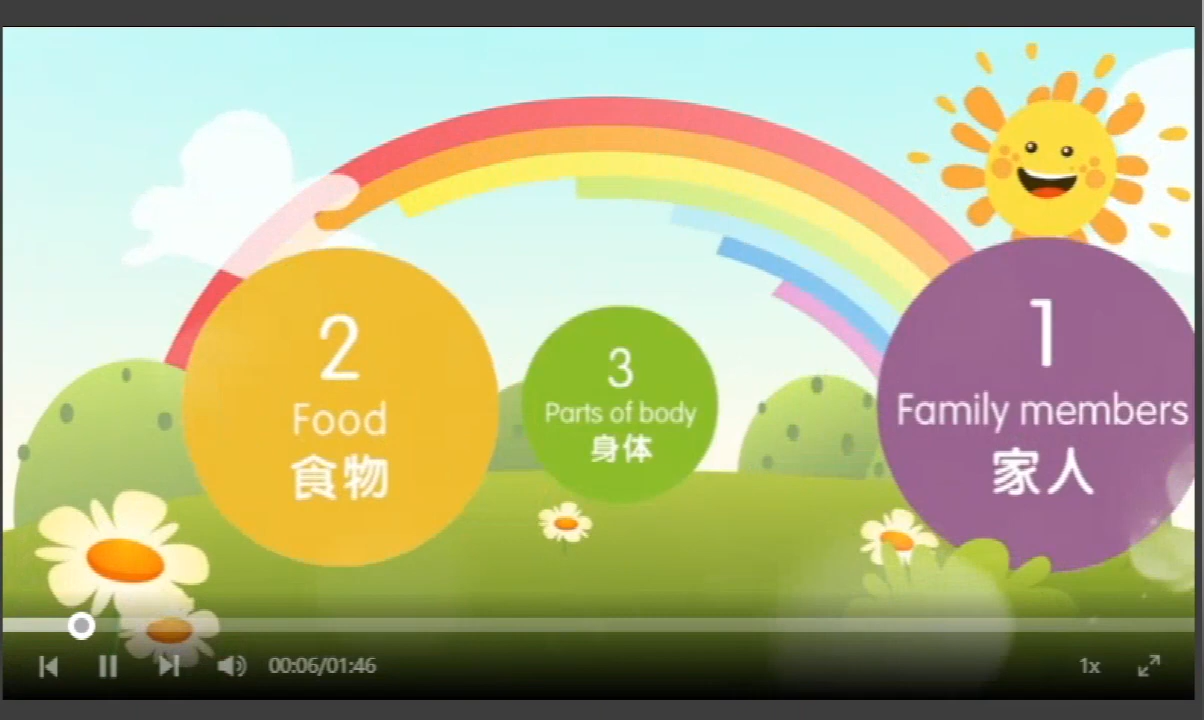 2
Food
食物
3
Parts of body
身体
1
Family members
家人
00:06/01:46
1x